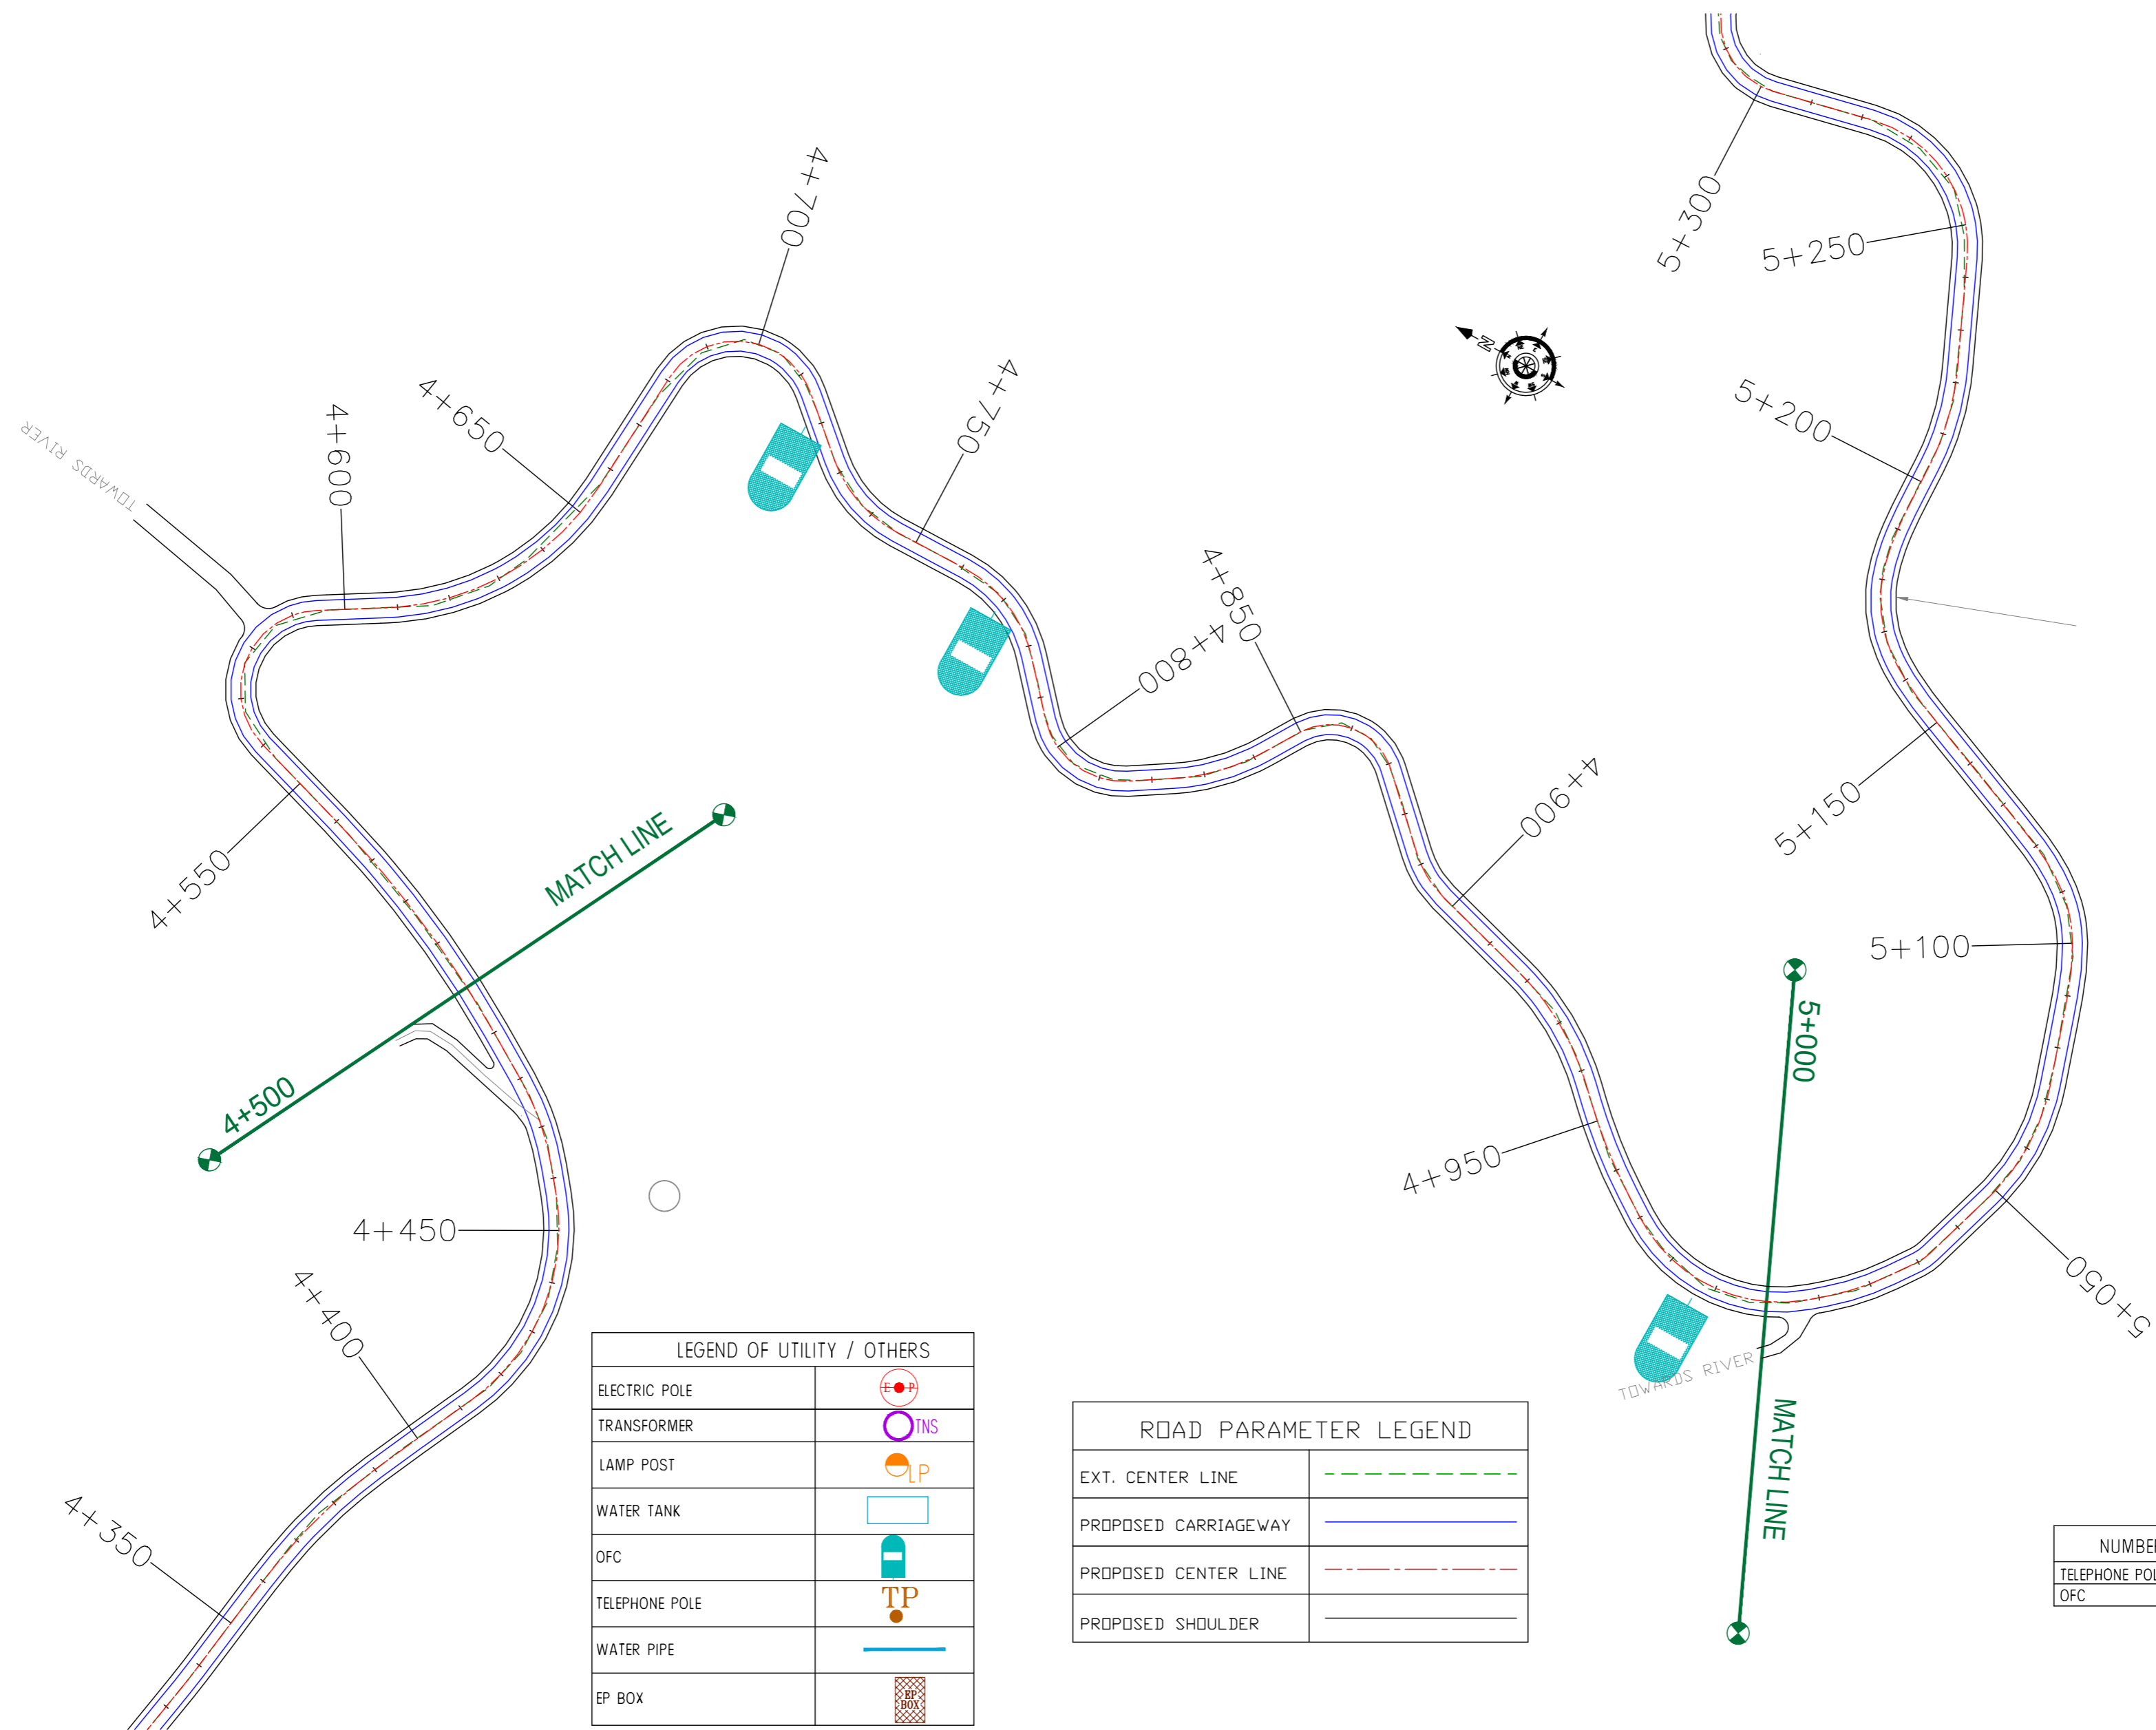 5+300
5+250
4+700
N
4+650
4+600
4+750
5+200
TOWARDS RIVER
4+850
4+800
4+900
5+150
4+550
MATCH LINE
5+100
5+000
4+500
4+950
4+450
5+050
4+400
TOWARDS RIVER
MATCH LINE
4+350
LEGEND OF UTILITY / OTHERS
ELECTRIC POLE E P
TRANSFORMER TNS
LAMP POST LP
WATER TANK
OFC
TELEPHONE POLE TP
WATER PIPE
EP BOX EP BOX
ROAD PARAMETER LEGEND
EXT. CENTER LINE
PROPOSED CARRIAGEWAY
PROPOSED CENTER LINE
PROPOSED SHOULDER
NUMBE
TELEPHONE POL
OFC